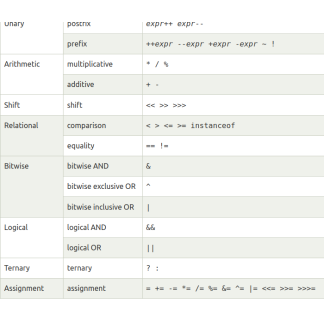 Unary postfix expr++ expr--
prefix ++expr --expr +expr -expr ~ !
Arithmetic multiplicative * / %
additive + -
Shift shift << >> >>>
Relational comparison < > <= >= instanceof
equality == !=
Bitwise bitwise AND &
bitwise exclusive OR ^
bitwise inclusive OR |
Logical logical AND &&
logical OR ||
Ternary ternary ? :
Assignment assignment = += -= *= /= %= &= ^= |= <<= >>= >>>=